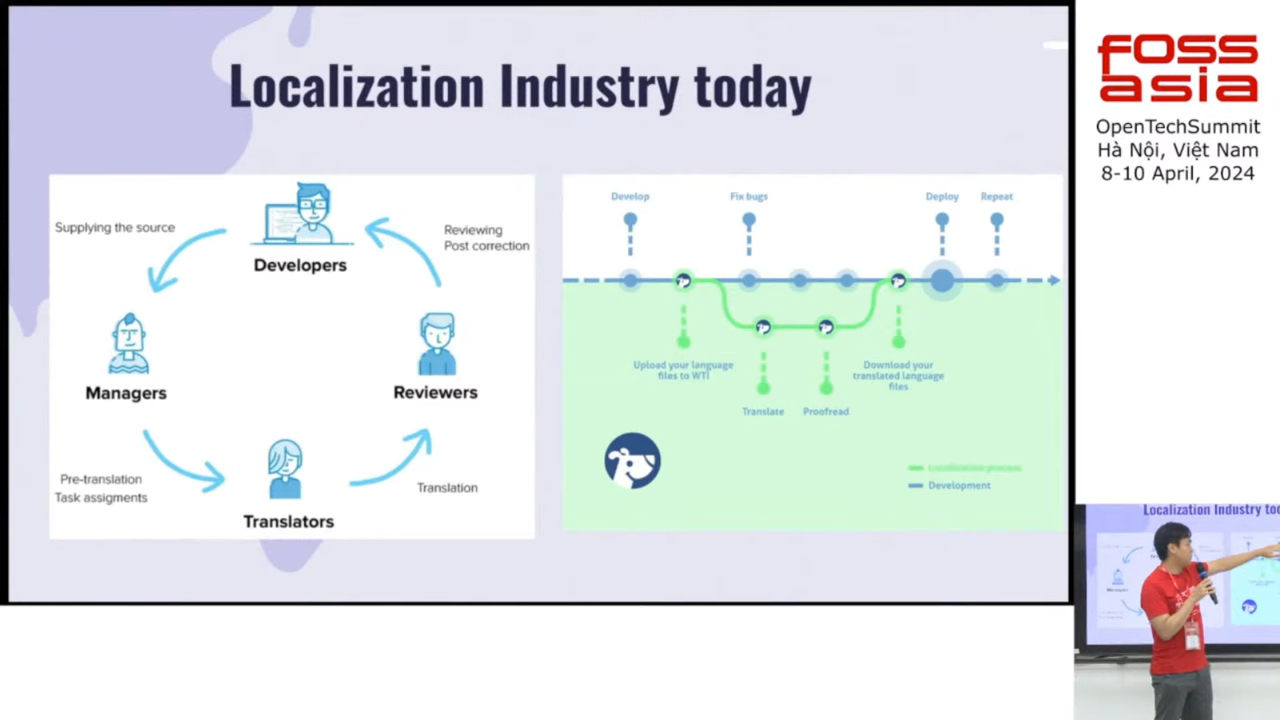 Localization Industry today
Supplying the source
Developers
Reviewing
Post correction
Managers
Reviewers
Pre-translation
Task assigments
Translation
Translators
Develop
Fix bugs
Deploy
Repeat
Upload your language
files to WTI
Download your
translated language
files
Translate
Proofread
Localization process
Development
FOSS
asia
OpenTechSummit
Hà Nội, Việt Nam
8-10 April, 2024
Localization Industry tod